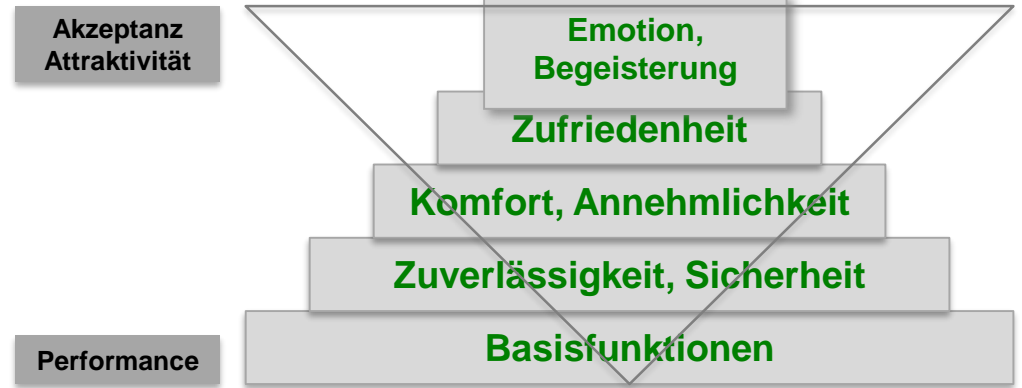 Akzeptanz
Attraktivität
Emotion,
Begeisterung
Zufriedenheit
Komfort, Annehmlichkeit
Zuverlässigkeit, Sicherheit
Basisfunktionen
Performance